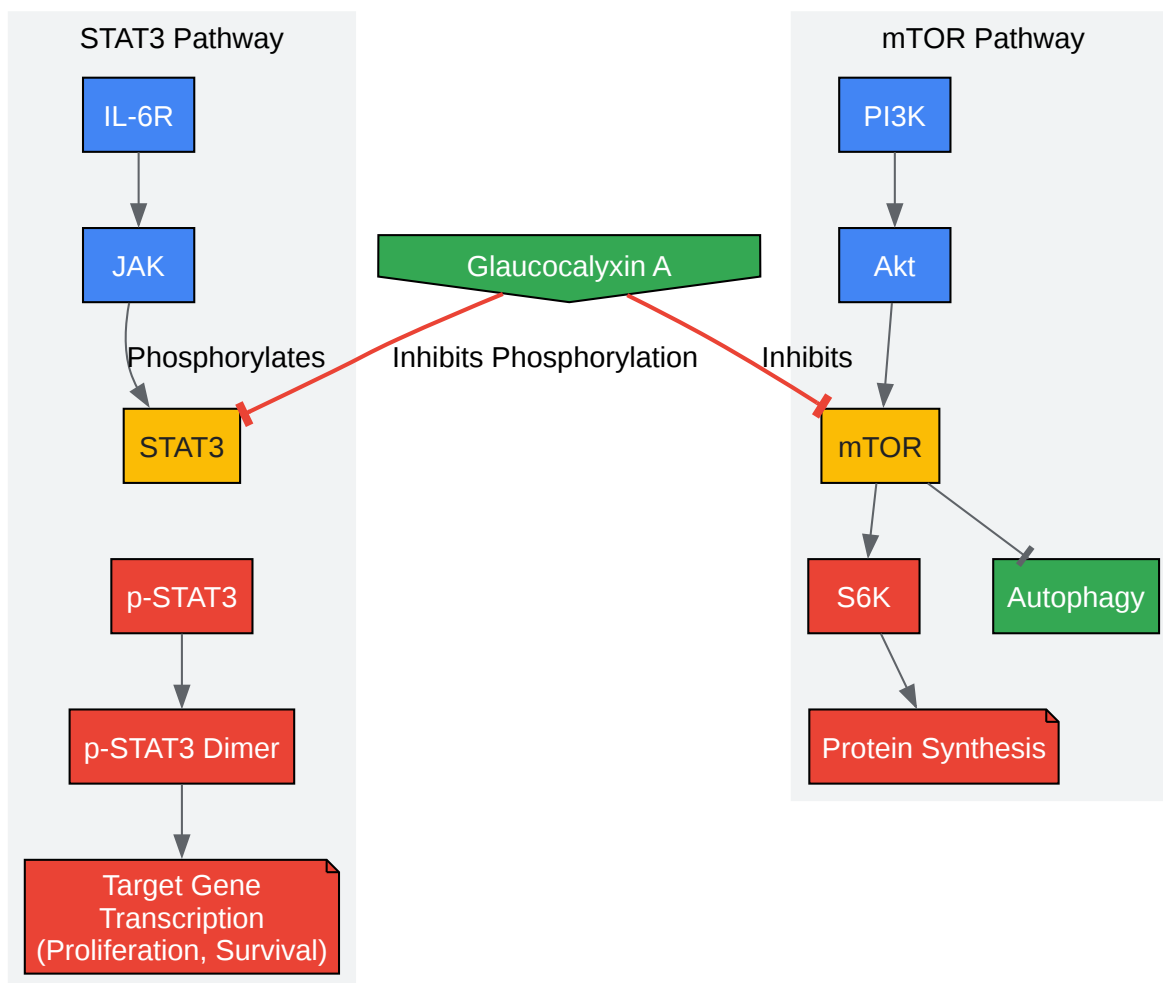 STAT3 Pathway
mTOR Pathway
IL-6R
PI3K
JAK
Glaucocalyxin A
Akt
Phosphorylates
Inhibits Phosphorylation
Inhibits
STAT3
mTOR
p-STAT3
S6K
Autophagy
p-STAT3 Dimer
Protein Synthesis
Target Gene
Transcription
(Proliferation, Survival)